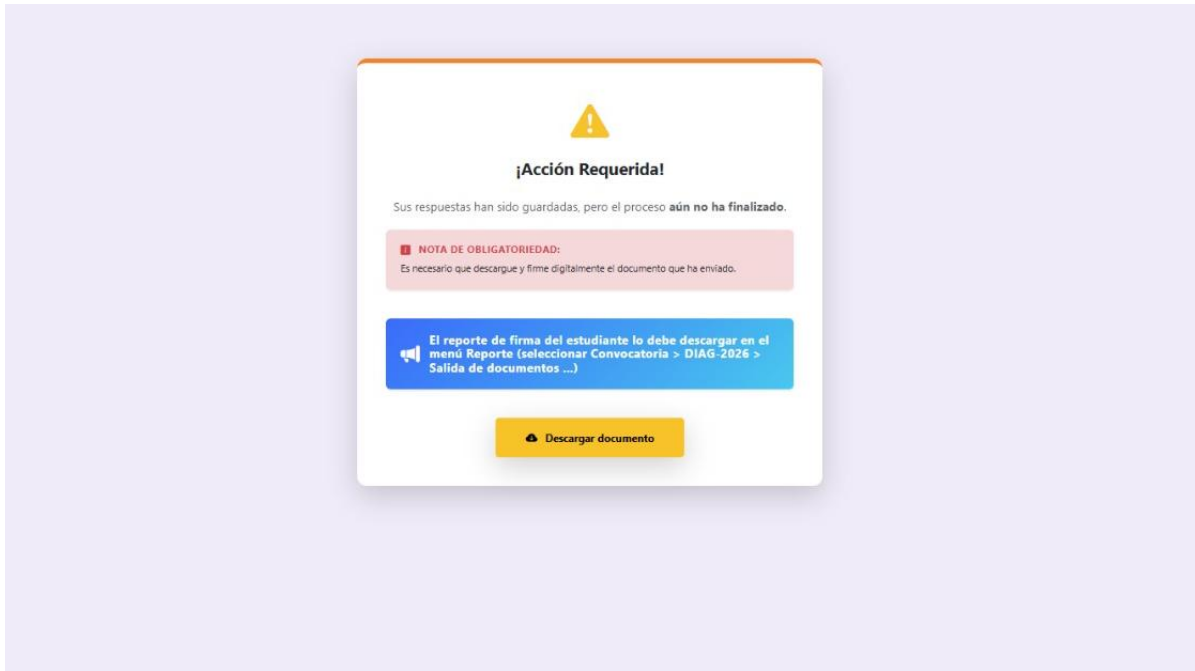 ¡Acción Requerida!
Sus respuestas han sido guardadas, pero el proceso aún no ha finalizado.
NOTA DE OBLIGATORIEDAD:
Es necesario que descargue y firme digitalmente el documento que ha enviado.
El reporte de firma del estudiante lo debe descargar en el
menú Reporte (seleccionar Convocatoria > DIAG-2026 >
Salida de documentos ...)
Descargar documento